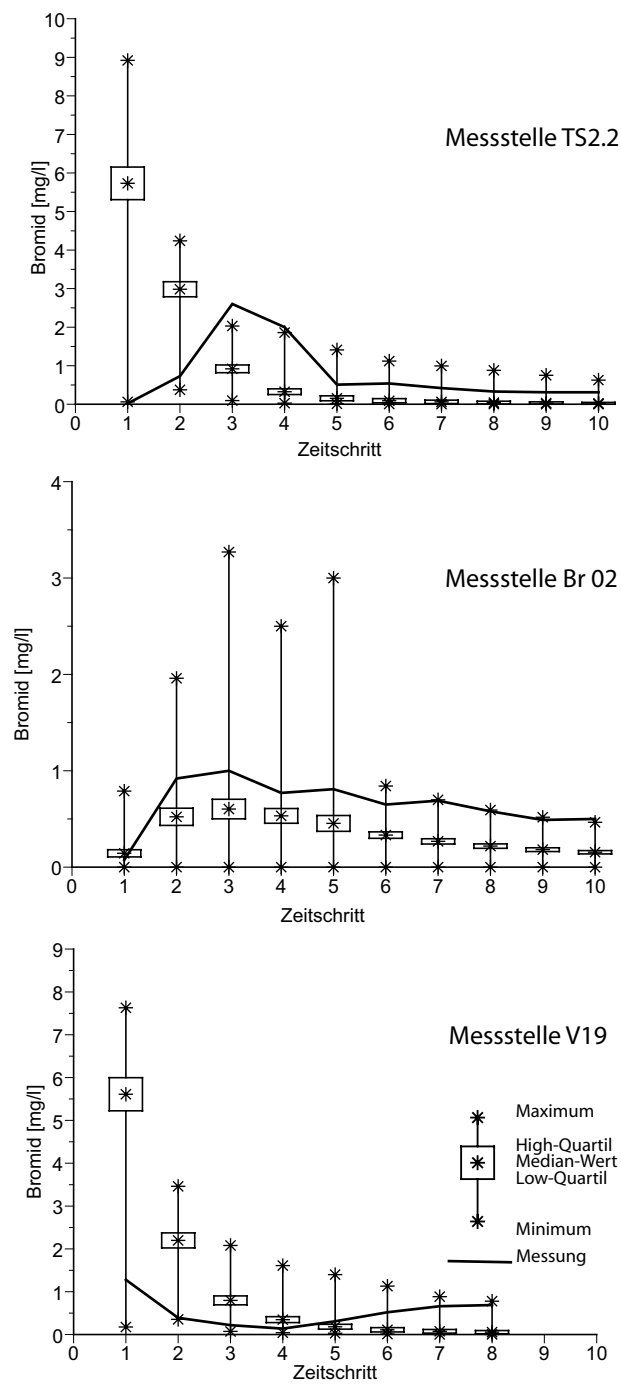 10
9
8
7
6
5
4
3
2
1
0
Bromid [mg/l]
Messstelle TS2.2
0 1 2 3 4 5 6 7 8 9 10
Zeitschritt
4
3
2
1
0
Bromid [mg/l]
Messstelle Br 02
0 1 2 3 4 5 6 7 8 9 10
Zeitschritt
9
8
7
6
5
4
3
2
1
0
Bromid [mg/l]
Messstelle V19
Maximum
High-Quartil
Median-Wert
Low-Quartil
Minimum
Messung
0 1 2 3 4 5 6 7 8 9 10
Zeitschritt